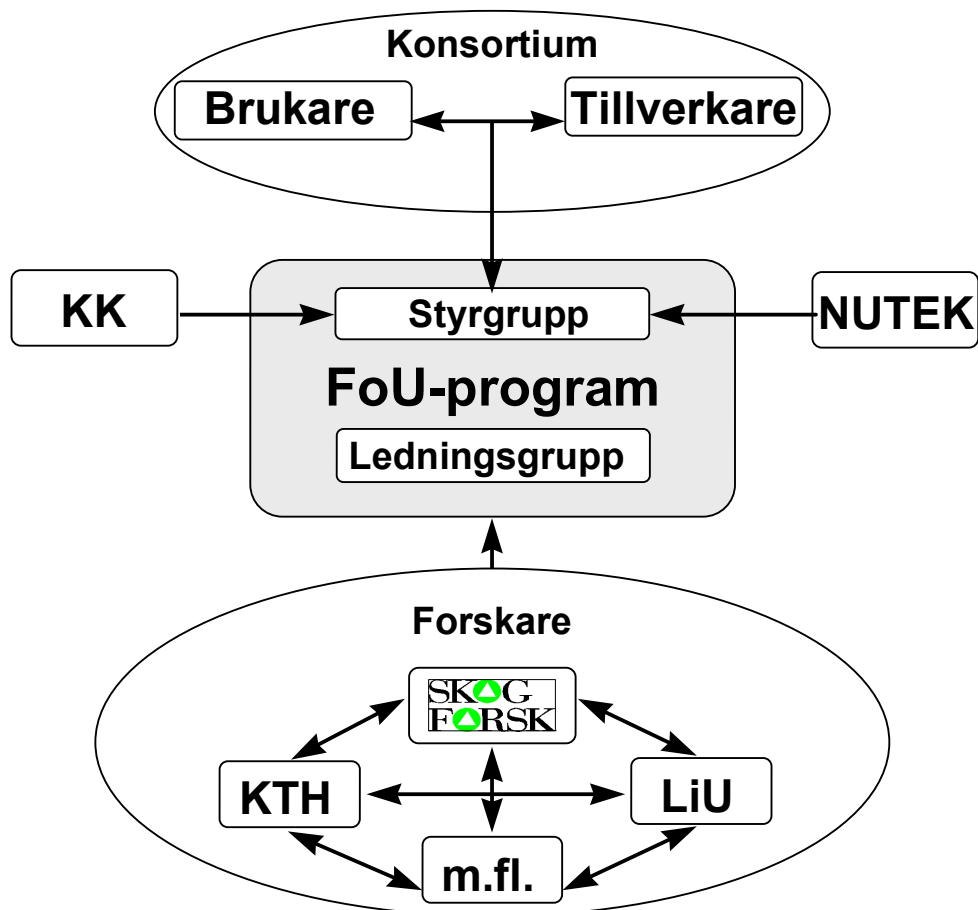 Konsortium
Brukare
Tillverkare
KK
Styrgrupp
NUTEK
FoU-program
Ledningsgrupp
Forskare
SKOG
FORSK
KTH
LiU
m.fl.